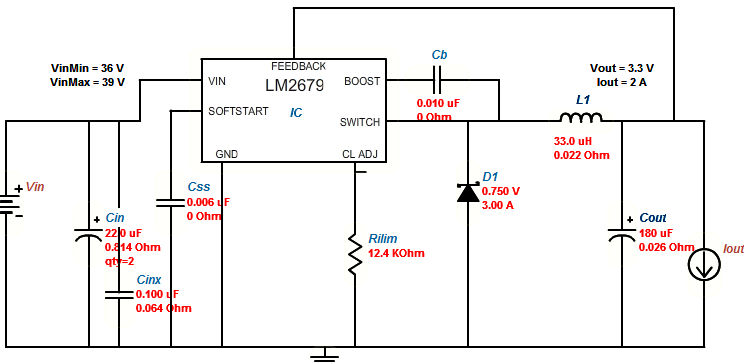 FEEDBACK
VinMin = 36 V
VinMax = 39 V
VIN
LM2679
BOOST
Cb
0.010 uF
0 Ohm
Vout = 3.3 V
Iout = 2 A
L1
33.0 uH
0.022 Ohm
SOFTSTART
IC
SWITCH
GND
CL ADJ
Vin
+
Css
0.006 uF
0 Ohm
D1
0.750 V
3.00 A
+
Cin
22.0 uF
0.814 Ohm
qty=2
Rilim
12.4 KOhm
+
Cout
180 uF
0.026 Ohm
Iout
Cinx
0.100 uF
0.064 Ohm